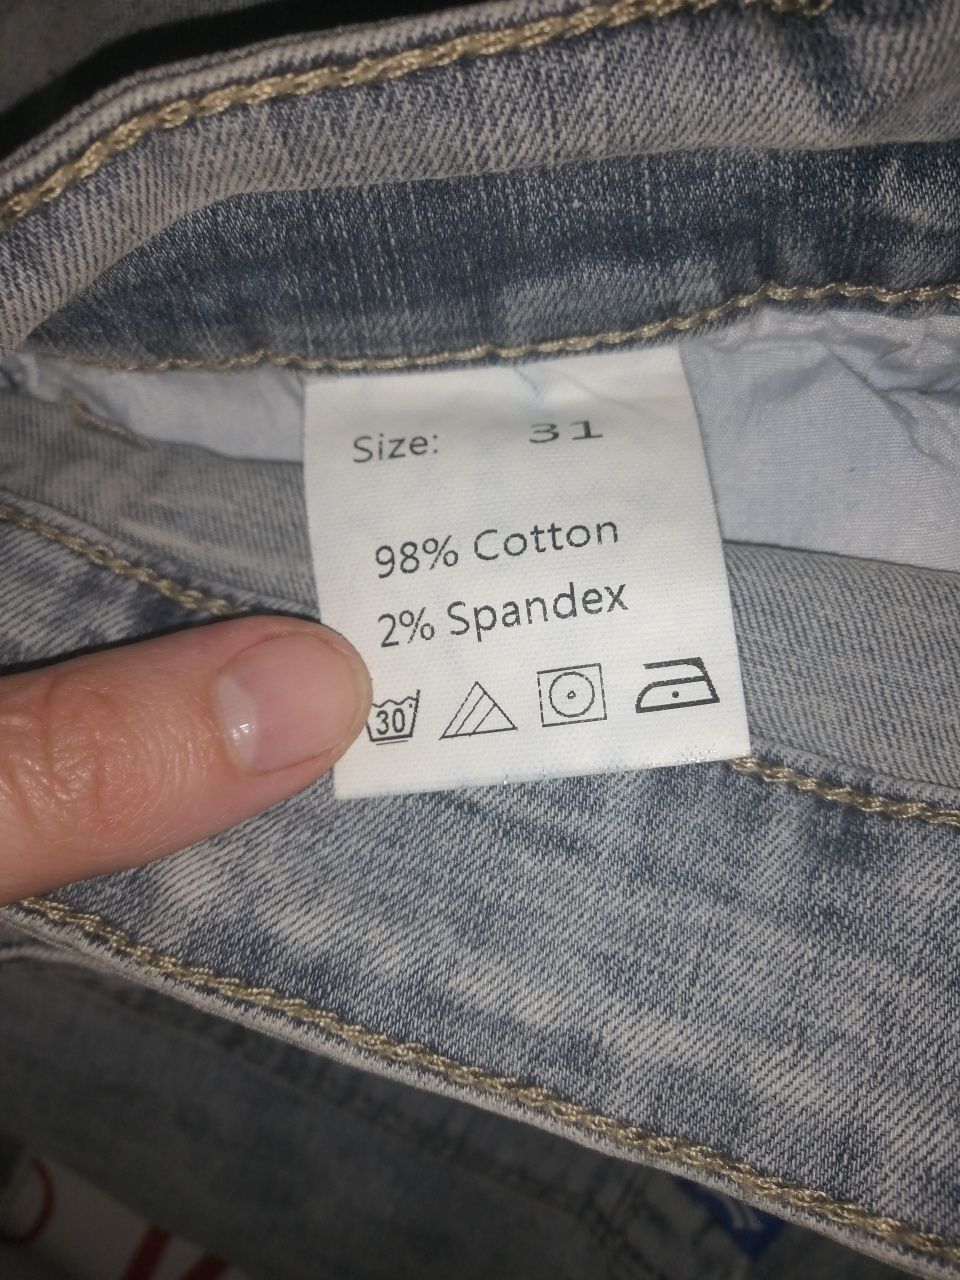 Size: 31
98% Cotton
2% Spandex
30